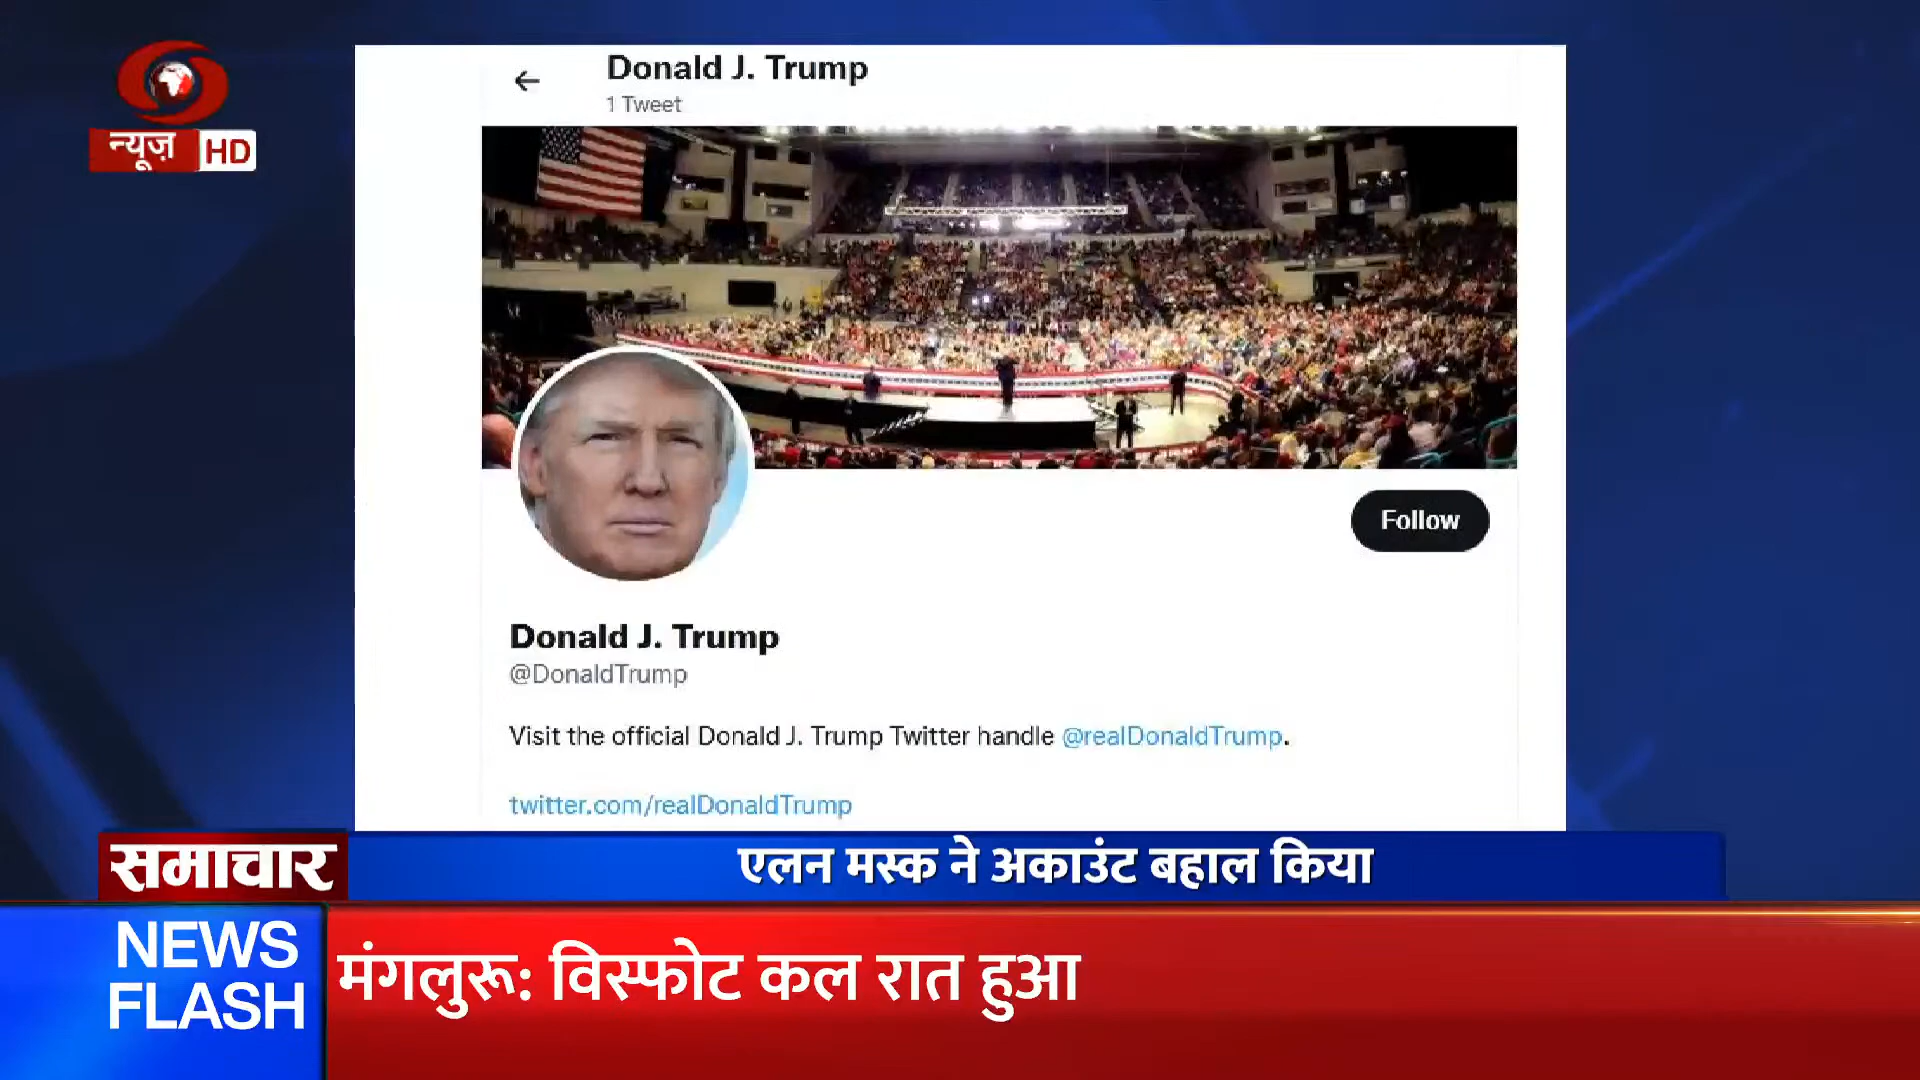 न्यूज़ HD
Donald J. Trump
1 Tweet
Follow
Donald J. Trump
@DonaldTrump
Visit the official Donald J. Trump Twitter handle @realDonaldTrump.
twitter.com/realDonaldTrump
समाचार
एलन मस्क ने अकाउंट बहाल किया
NEWS
FLASH
मंगलुरू: विस्फोट कल रात हुआ